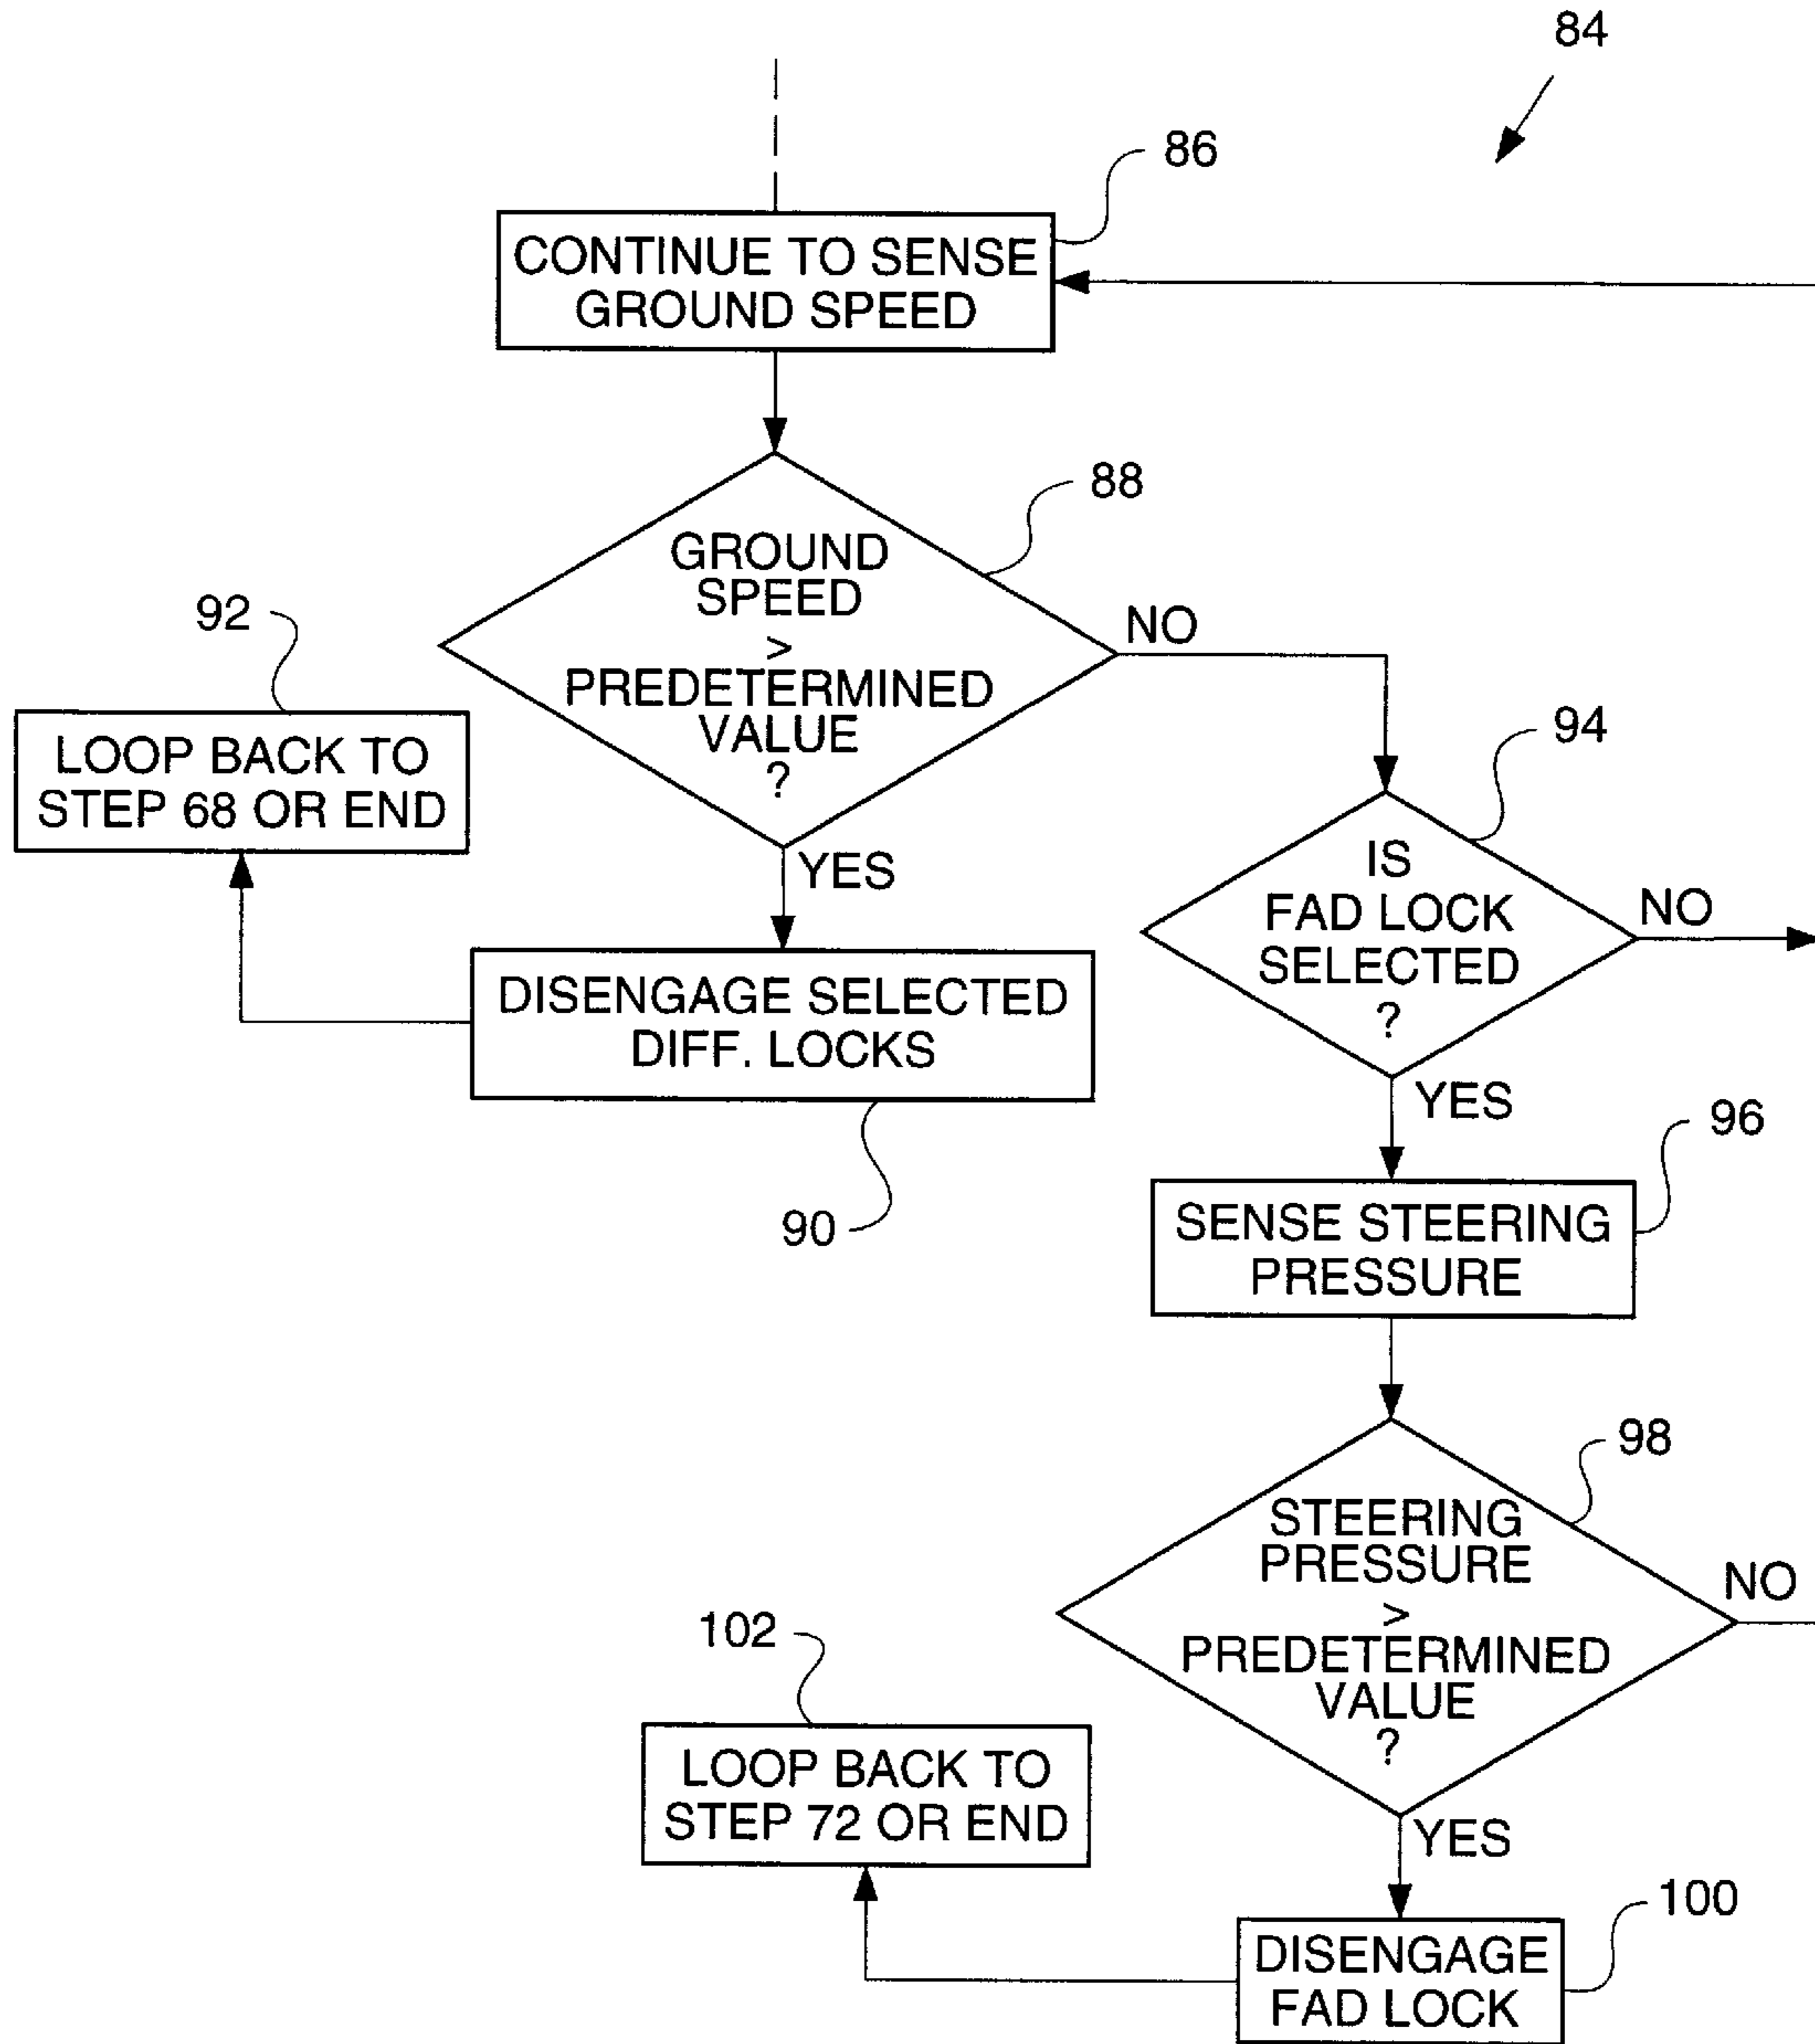 84
86
CONTINUE TO SENSE
GROUND SPEED
88
GROUND
SPEED
>
PREDETERMINED
VALUE
?
NO
YES
92
LOOP BACK TO
STEP 68 OR END
DISENGAGE SELECTED
DIFF. LOCKS
90
94
IS
FAD LOCK
SELECTED
?
NO
YES
96
SENSE STEERING
PRESSURE
98
STEERING
PRESSURE
>
PREDETERMINED
VALUE
?
NO
YES
102
LOOP BACK TO
STEP 72 OR END
100
DISENGAGE
FAD LOCK